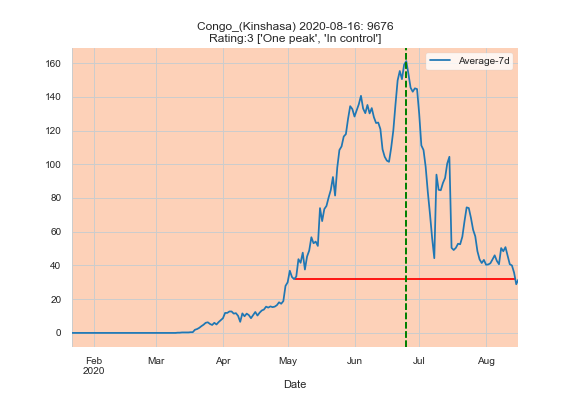 Congo_(Kinshasa) 2020-08-16: 9676
Rating:3 ['One peak', 'In control']
Average-7d
160
140
120
100
80
60
40
20
0
Feb
2020
Mar
Apr
May
Jun
Jul
Aug
Date